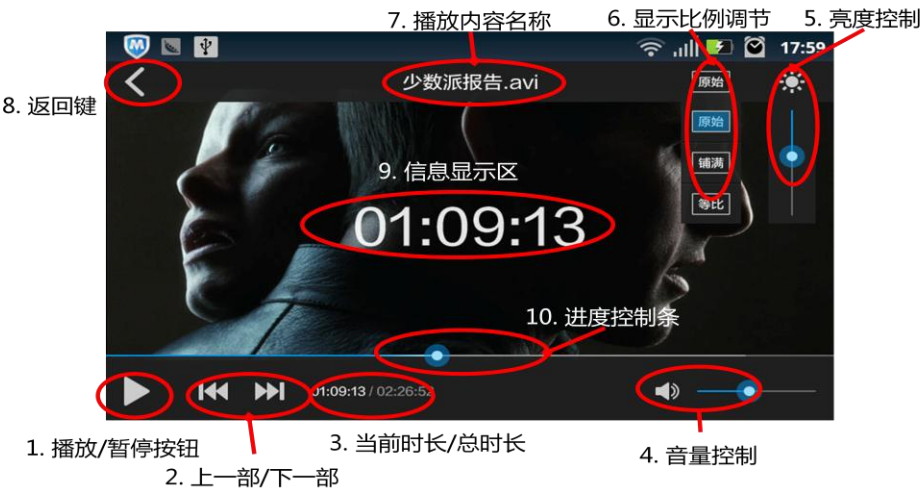 7. 播放内容名称
6. 显示比例调节
5. 亮度控制
17:59
少数派报告.avi
原始
8. 返回键
原始
9. 信息显示区
铺满
等比
01:09:13
10. 进度控制条
01:09:13 / 02:26:52
1. 播放/暂停按钮
3. 当前时长/总时长
4. 音量控制
2. 上一部/下一部